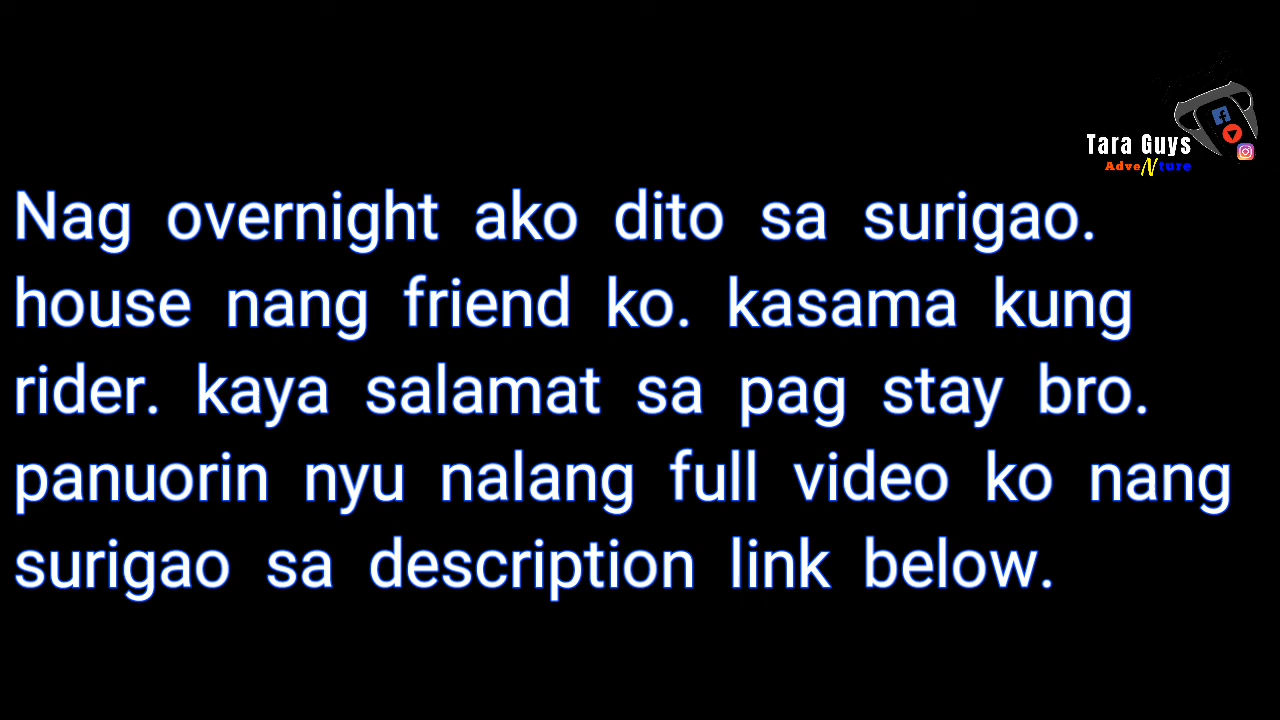 Tara Guys
AdveNture
Nag overnight ako dito sa surigao.
house nang friend ko. kasama kung
rider. kaya salamat sa pag stay bro.
panuorin nyu nalang full video ko nang
surigao sa description link below.